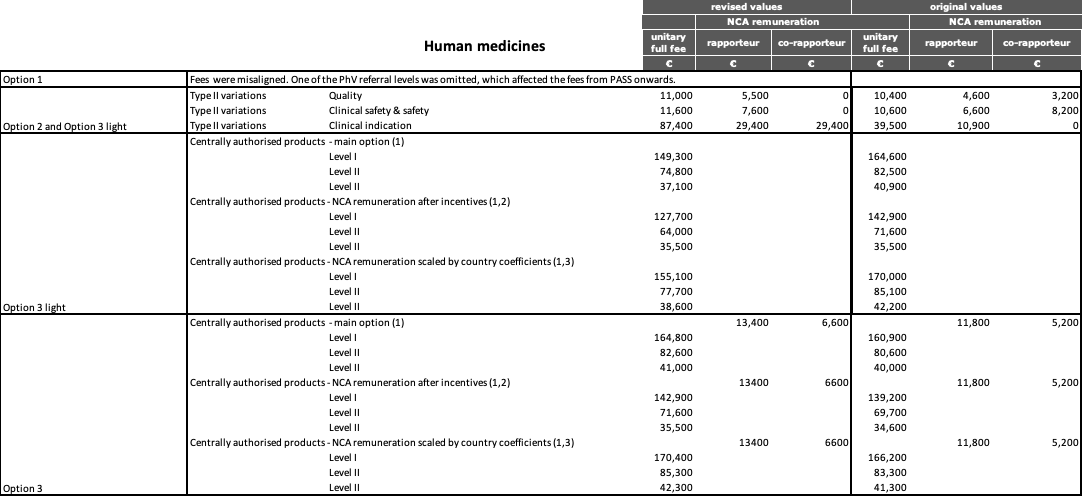 revised values original values
NCA remuneration NCA remuneration
Human medicines
unitary full fee rapporteur co-rapporteur unitary full fee rapporteur co-rapporteur
€ € € € € €
Option 1 Fees were misaligned. One of the PhV referral levels was omitted, which affected the fees from PASS onwards.
Type II variations Quality 11,000 5,500 0 10,400 4,600 3,200
Type II variations Clinical safety & safety 11,600 7,600 0 10,600 6,600 8,200
Option 2 and Option 3 light Type II variations Clinical indication 87,400 29,400 29,400 39,500 10,900 0
Centrally authorised products - main option (1)
Level I 149,300 164,600
Level II 74,800 82,500
Level II 37,100 40,900
Centrally authorised products - NCA remuneration after incentives (1,2)
Level I 127,700 142,900
Level II 64,000 71,600
Level II 35,500 35,500
Centrally authorised products - NCA remuneration scaled by country coefficients (1,3)
Level I 155,100 170,000
Level II 77,700 85,100
Option 3 light Level II 38,600 42,200
Centrally authorised products - main option (1) 13,400 6,600 11,800 5,200
Level I 164,800 160,900
Level II 82,600 80,600
Level II 41,000 40,000
Centrally authorised products - NCA remuneration after incentives (1,2) 13400 6600 11,800 5,200
Level I 142,900 139,200
Level II 71,600 69,700
Level II 35,500 34,600
Centrally authorised products - NCA remuneration scaled by country coefficients (1,3) 13400 6600 11,800 5,200
Level I 170,400 166,200
Level II 85,300 83,300
Option 3 Level II 42,300 41,300